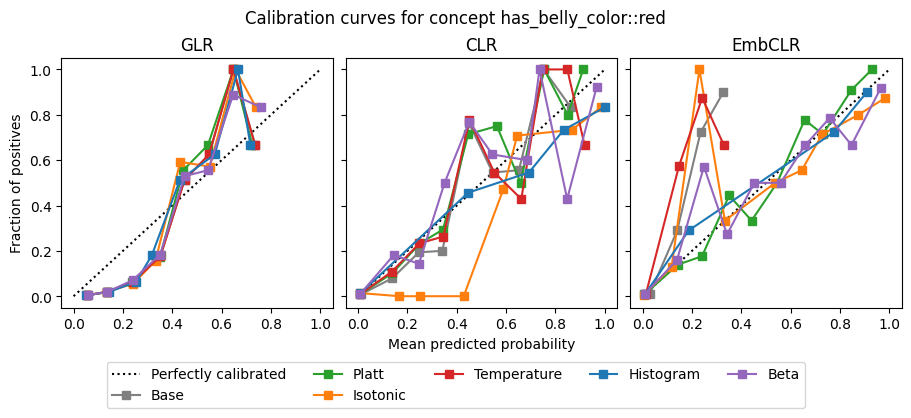 Calibration curves for concept has_belly_color::red
GLR
CLR
EmbCLR
Fraction of positives
1.0
0.8
0.6
0.4
0.2
0.0
0.0 0.2 0.4 0.6 0.8 1.0
0.0 0.2 0.4 0.6 0.8 1.0
0.0 0.2 0.4 0.6 0.8 1.0
Mean predicted probability
Perfectly calibrated Platt Temperature Histogram Beta
Base Isotonic